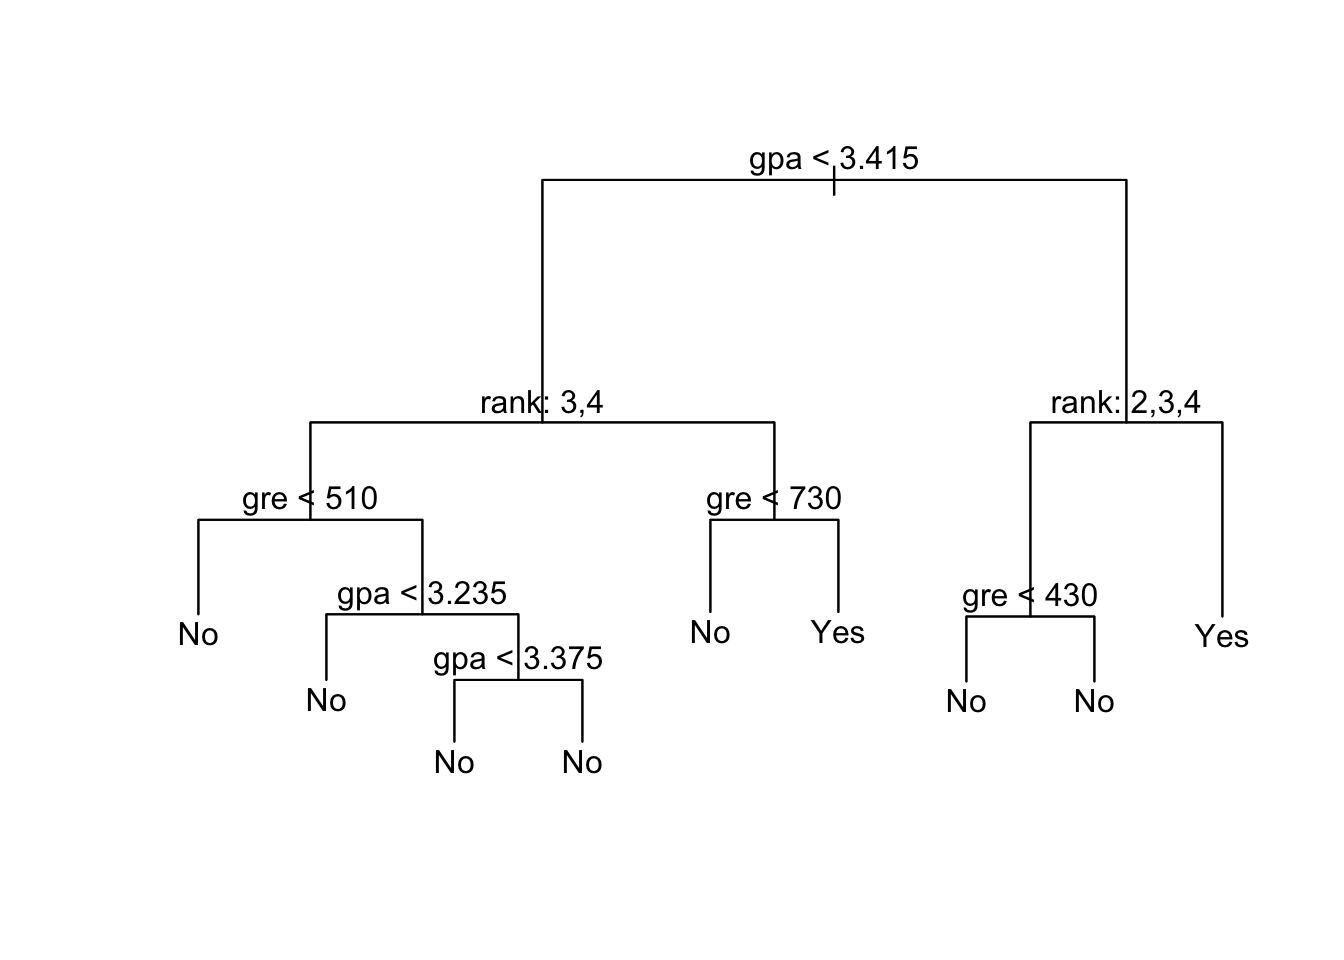 gpa < 3.415
rank: 3,4
rank: 2,3,4
gre < 510
gre < 730
gpa < 3.235
gre < 430
No
No
Yes
Yes
gpa < 3.375
No
No
No
No
No